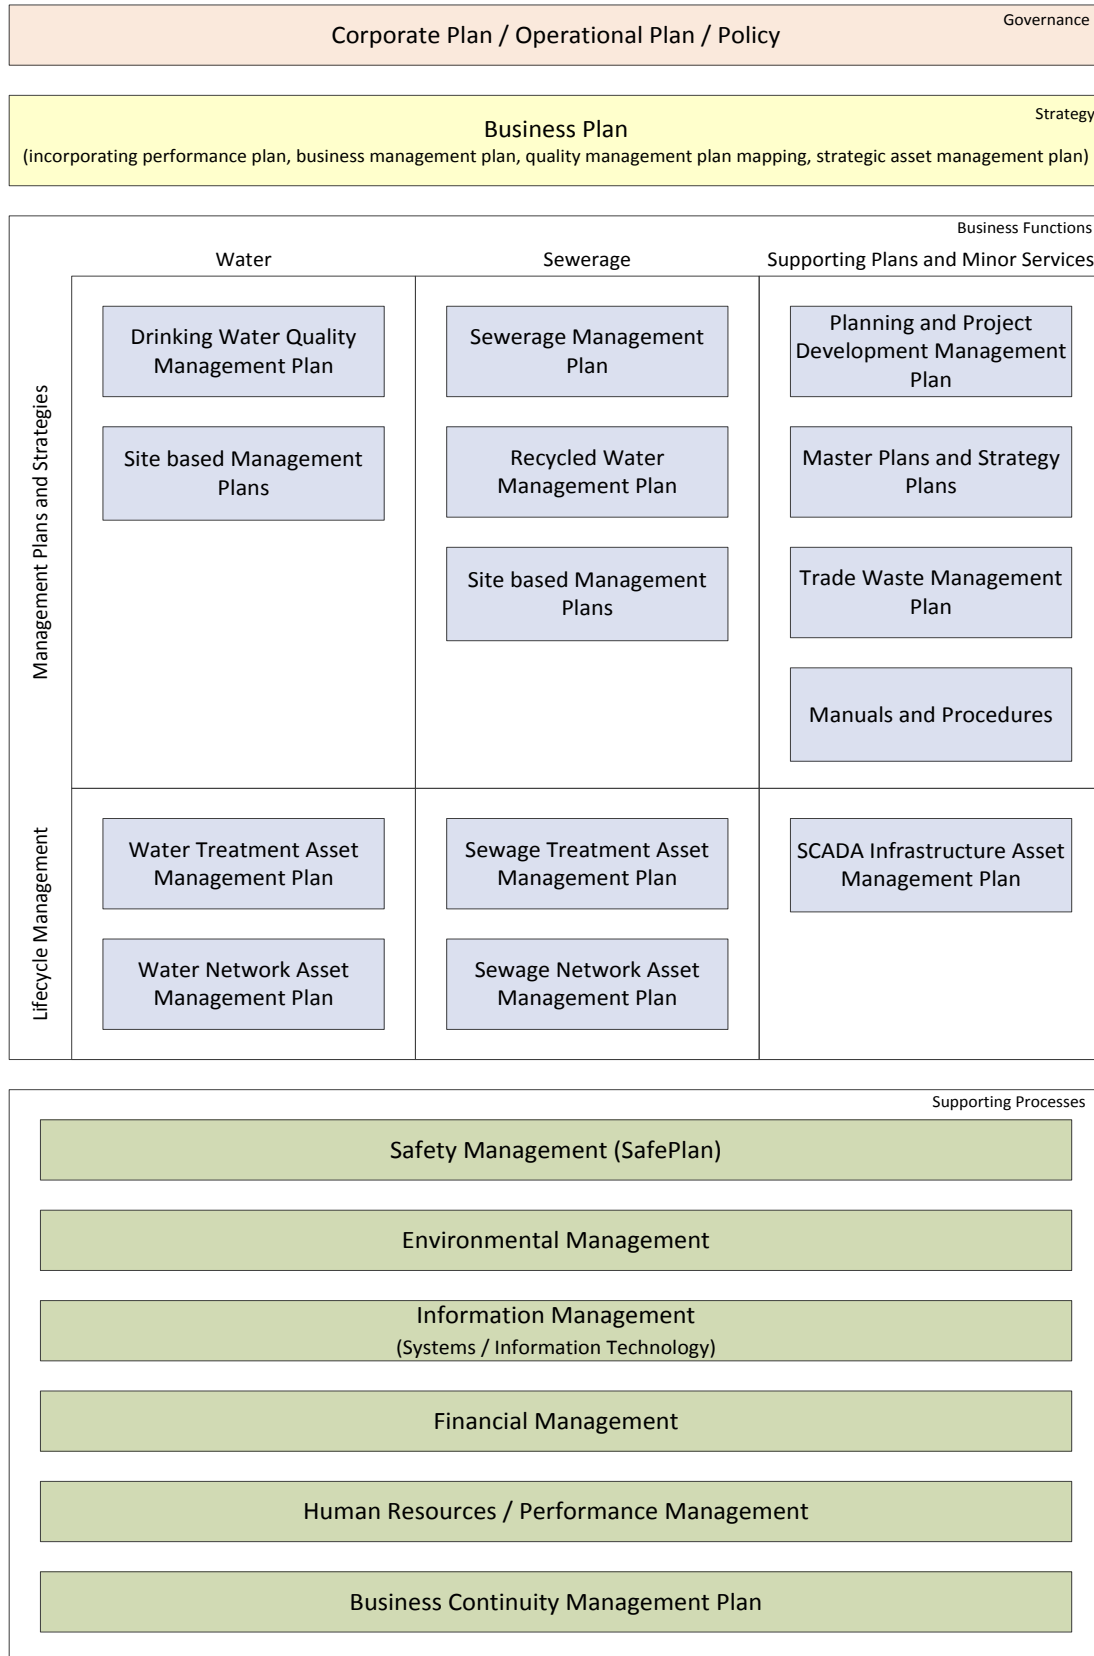 Governance
Corporate Plan / Operational Plan / Policy
Strategy
Business Plan
(incorporating performance plan, business management plan, quality management plan mapping, strategic asset management plan)
Business Functions
Water
Sewerage
Supporting Plans and Minor Services
Management Plans and Strategies
Drinking Water Quality
Management Plan
Site based Management
Plans
Sewerage Management
Plan
Recycled Water
Management Plan
Site based Management
Plans
Planning and Project
Development Management
Plan
Master Plans and Strategy
Plans
Trade Waste Management
Plan
Manuals and Procedures
Lifecycle Management
Water Treatment Asset
Management Plan
Water Network Asset
Management Plan
Sewage Treatment Asset
Management Plan
Sewage Network Asset
Management Plan
SCADA Infrastructure Asset
Management Plan
Supporting Processes
Safety Management (SafePlan)
Environmental Management
Information Management
(Systems / Information Technology)
Financial Management
Human Resources / Performance Management
Business Continuity Management Plan